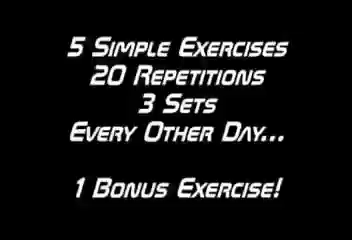 5 Simple Exercises
20 Repetitions
3 Sets
Every Other Day...
1 Bonus Exercise!